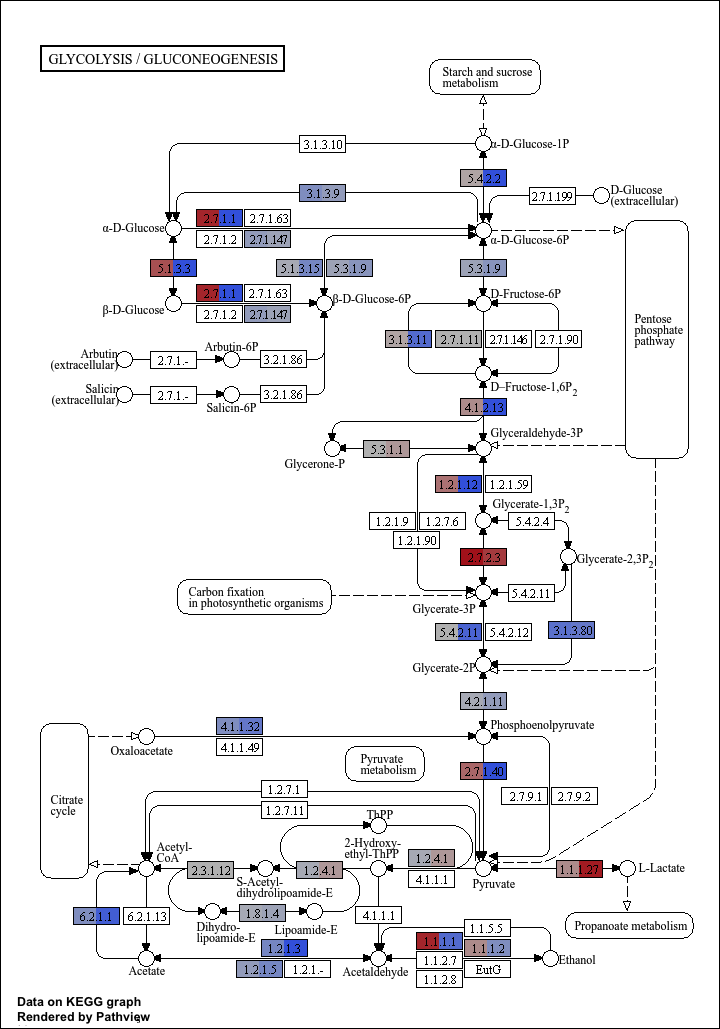 GLYCOLYSIS / GLUCONEOGENESIS
Starch and sucrose
metabolism
3.1.3.10
α-D-Glucose-1P
5.4.2.2
3.1.3.9
2.7.1.199
D-Glucose
(extracellular)
2.7.1.1
2.7.1.63
α-D-Glucose
2.7.1.2
2.7.1.147
α-D-Glucose-6P
5.1.3.3
5.1.3.15
5.3.1.9
5.3.1.9
2.7.1.1
2.7.1.63
β-D-Glucose
2.7.1.2
2.7.1.147
β-D-Glucose-6P
D-Fructose-6P
Pentose
phosphate
pathway
3.1.3.11
2.7.1.11
2.7.1.146
2.7.1.90
Arbutin
(extracellular)
2.7.1.-
Arbutin-6P
3.2.1.86
D-Fructose-1,6P2
Salicin
(extracellular)
2.7.1.-
Salicin-6P
3.2.1.86
4.1.2.13
Glyceraldehyde-3P
5.3.1.1
Glycerone-P
1.2.1.12
1.2.1.59
Glycerate-1,3P2
1.2.1.9
1.2.7.6
5.4.2.4
1.2.1.90
2.7.2.3
Glycerate-2,3P2
Carbon fixation
in photosynthetic organisms
5.4.2.11
Glycerate-3P
5.4.2.11
5.4.2.12
3.1.3.80
Glycerate-2P
4.2.1.11
4.1.1.32
Phosphoenolpyruvate
Oxaloacetate
4.1.1.49
Pyruvate
metabolism
2.7.1.40
Citrate
cycle
1.2.7.1
2.7.9.1
2.7.9.2
1.2.7.11
ThPP
Acetyl-
CoA
2-Hydroxy-
ethyl-ThPP
1.2.4.1
2.3.1.12
1.2.4.1
4.1.1.1
1.1.1.27
L-Lactate
S-Acetyl-
dihydrolipoamide-E
Pyruvate
6.2.1.1
6.2.1.13
1.8.1.4
4.1.1.1
Dihydro-
lipoamide-E
Lipoamide-E
Propanoate metabolism
1.1.5.5
1.2.1.3
1.1.1.1
1.1.1.2
1.1.2.7
Ethanol
Acetate
1.2.1.5
1.2.1.-
Acetaldehyde
EutG
1.1.2.8
Data on KEGG graph
Rendered by Pathview